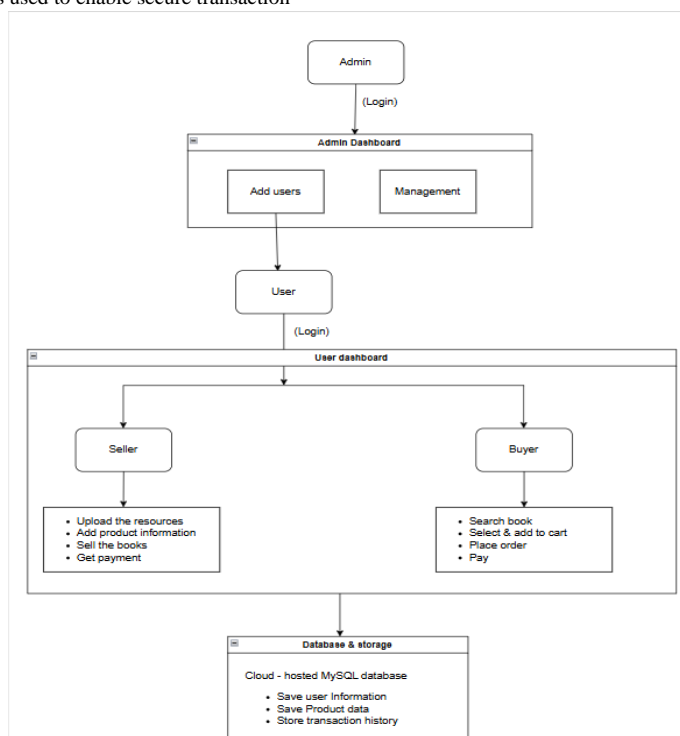 s used to enable secure transaction
Admin
(Login)
Admin Dashboard
Add users
Management
User
(Login)
User dashboard
Seller
Buyer
• Upload the resources
• Add product information
• Sell the books
• Get payment
• Search book
• Select & add to cart
• Place order
• Pay
Database & storage
Cloud - hosted MySQL database
• Save user Information
• Save Product data
• Store transaction history